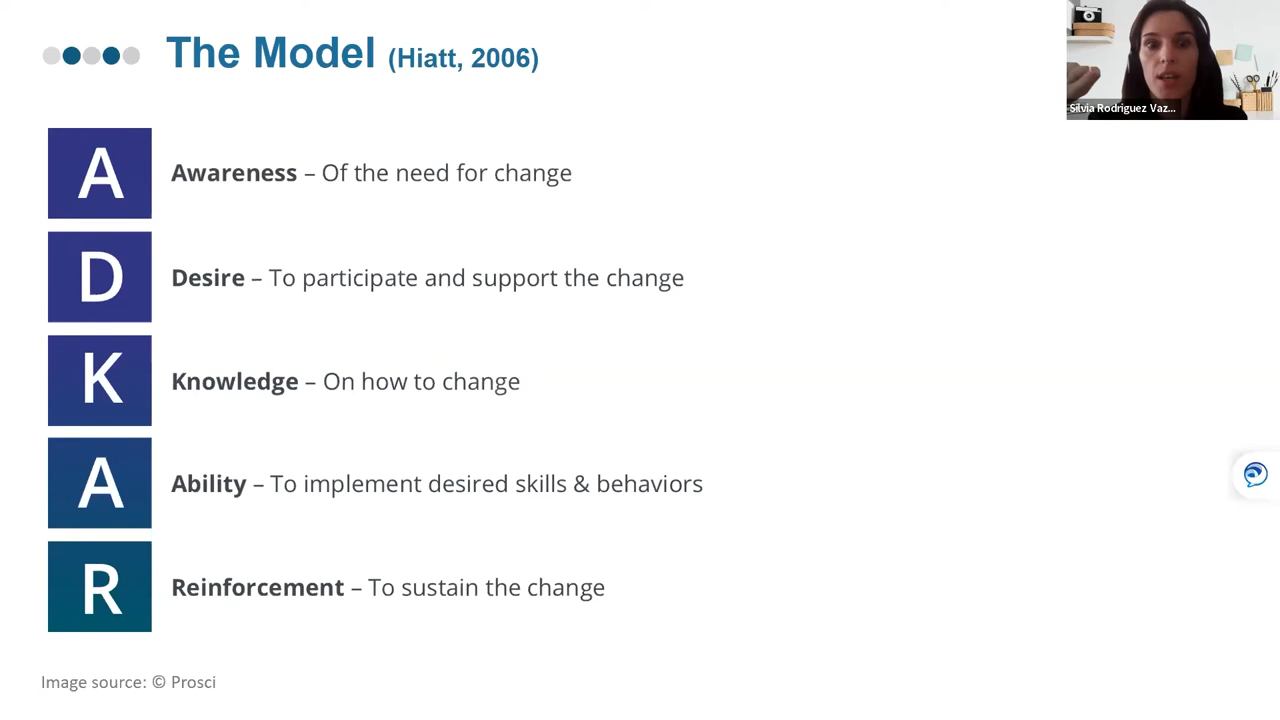 The Model (Hiatt, 2006)
Silvia Rodríguez Vaz...
A
Awareness – Of the need for change
D
Desire – To participate and support the change
K
Knowledge – On how to change
A
Ability – To implement desired skills & behaviors
R
Reinforcement – To sustain the change
Image source: © Prosci